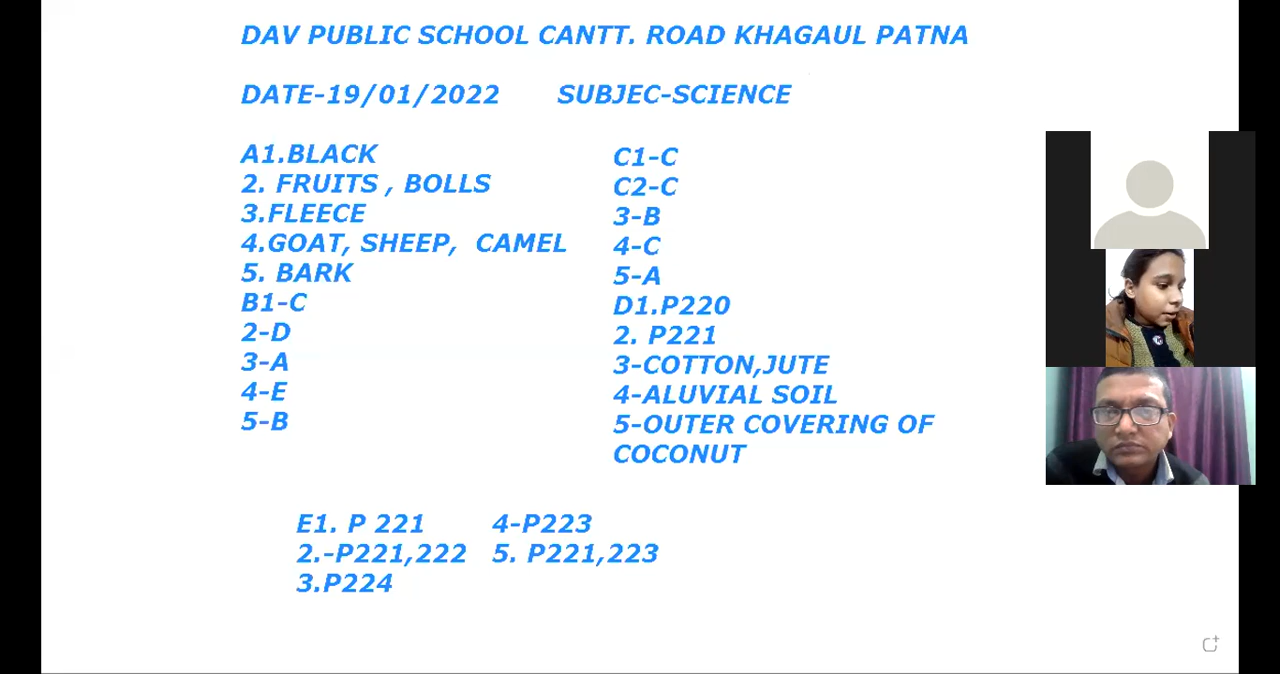 DAV PUBLIC SCHOOL CANTT. ROAD KHAGAUL PATNA
DATE-19/01/2022 SUBJEC-SCIENCE
A1.BLACK
2. FRUITS , BOLLS
3.FLEECE
4.GOAT, SHEEP, CAMEL
5. BARK
B1-C
2-D
3-A
4-E
5-B
C1-C
C2-C
3-B
4-C
5-A
D1.P220
2. P221
3-COTTON,JUTE
4-ALUVIAL SOIL
5-OUTER COVERING OF
COCONUT
E1. P 221 4-P223
2.-P221,222 5. P221,223
3.P224